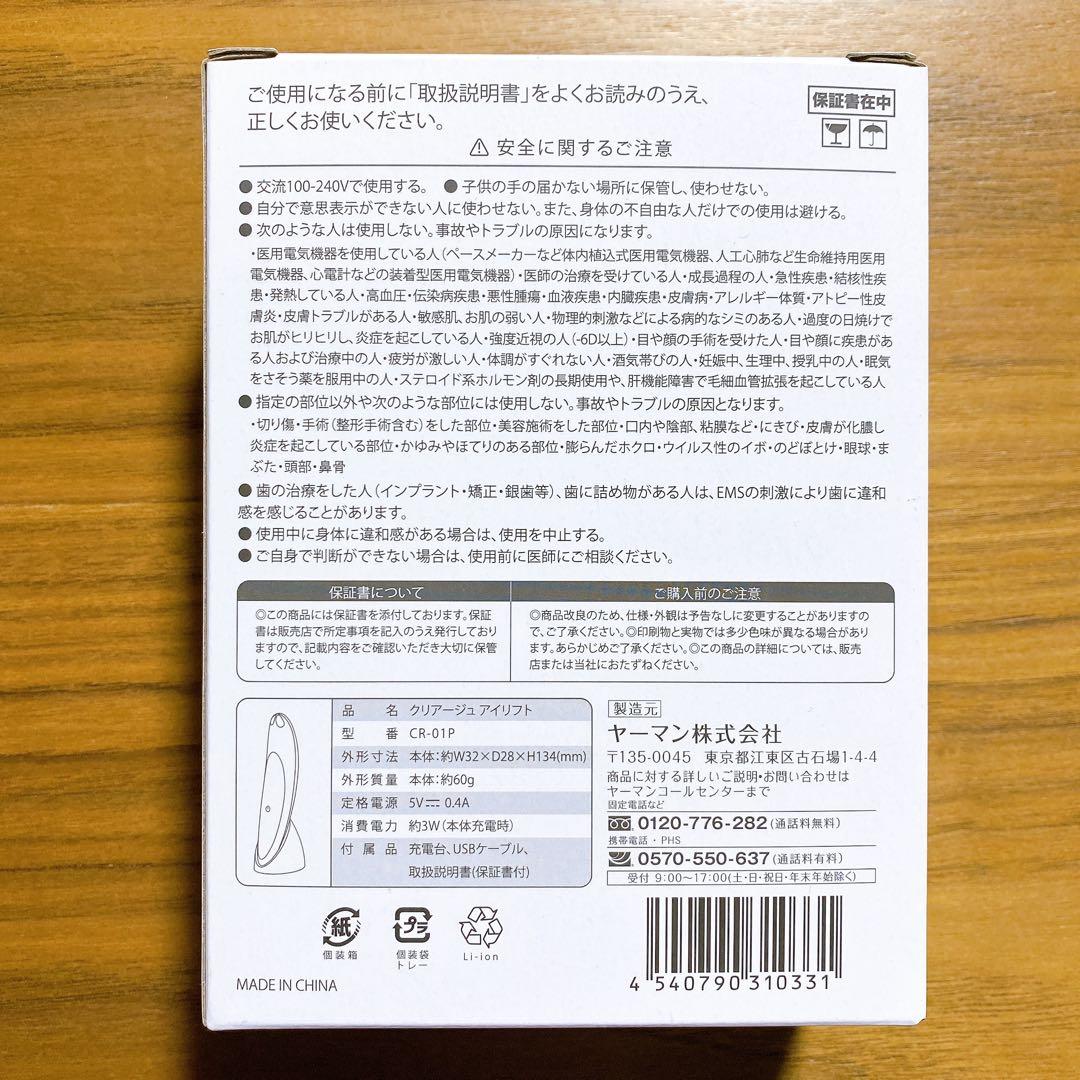 ご使用になる前に「取扱説明書」をよくお読みのうえ、
正しくお使いください。
保証書在中
⚠ 安全に関するご注意
● 交流100-240Vで使用する。 ● 子供の手の届かない場所に保管し、使わせない。
● 自分で意思表示ができない人に使わせない。また、身体の不自由な人だけでの使用は避ける。
● 次のような人は使用しない。事故やトラブルの原因になります。
・医用電気機器を使用している人（ペースメーカーなど体内植込式医用電気機器、人工心肺など生命維持用医用
電気機器、心電計などの装着型医用電気機器）・医師の治療を受けている人・成長過程の人・急性疾患・結核性疾
患・発熱している人・高血圧・伝染病疾患・悪性腫瘍・血液疾患・内臓疾患・皮膚病・アレルギー体質・アトピー性皮
膚炎・皮膚トラブルがある人・敏感肌、お肌の弱い人・物理的刺激などによる病的なシミのある人・過度の日焼けで
お肌がヒリヒリし、炎症を起こしている人・強度近視の人（-6D以上）・目や顔の手術を受けた人・目や顔に疾患があ
る人および治療中の人・疲労が激しい人・体調がすぐれない人・酒気帯びの人・妊娠中、生理中、授乳中の人・眠気
をさそう薬を服用中の人・ステロイド系ホルモン剤の長期使用や、肝機能障害で毛細血管拡張を起こしている人
● 指定の部位以外や次のような部位には使用しない。事故やトラブルの原因となります。
・切り傷・手術（整形手術含む）をした部位・美容施術をした部位・口内や陰部、粘膜など・にきび・皮膚が化膿し
炎症を起こしている部位・かゆみやほてりのある部位・膨らんだホクロ・ウイルス性のイボ・のどぼとけ・眼球・ま
ぶた・頭部・鼻骨
● 歯の治療をした人（インプラント・矯正・銀歯等）、歯に詰め物がある人は、EMSの刺激により歯に違和
感を感じることがあります。
● 使用中に身体に違和感がある場合は、使用を中止する。
● ご自身で判断ができない場合は、使用前に医師にご相談ください。
保証書について
◎この商品には保証書を添付しております。保証
書は販売店で所定事項を記入のうえ発行しており
ますので、記載内容をご確認いただき大切に保管
してください。
ご購入前のご注意
◎商品改良のため、仕様・外観は予告なしに変更することがありますの
で、ご了承ください。◎印刷物と実物では多少色味が異なる場合があり
ます。あらかじめご了承ください。◎この商品の詳細については、販売
店または当社におたずねください。
品 名 クリアージュ アイリフト
型 番 CR-01P
外形寸法 本体：約W32×D28×H134(mm)
外形質量 本体：約60g
定格電源 5V⎓ 0.4A
消費電力 約3W（本体充電時）
付属品 充電台、USBケーブル、
取扱説明書(保証書付)
製造元
ヤーマン株式会社
〒135-0045 東京都江東区古石場1-4-4
商品に対する詳しいご説明・お問い合わせは
ヤーマンコールセンターまで
固定電話など
0120-776-282（通話料無料）
携帯電話・PHS
0570-550-637（通話料有料）
受付 9:00〜17:00(土・日・祝日・年末年始除く)
紙
個装箱
プラ
個装袋
トレー
Li-ion
MADE IN CHINA
4 540790 310331